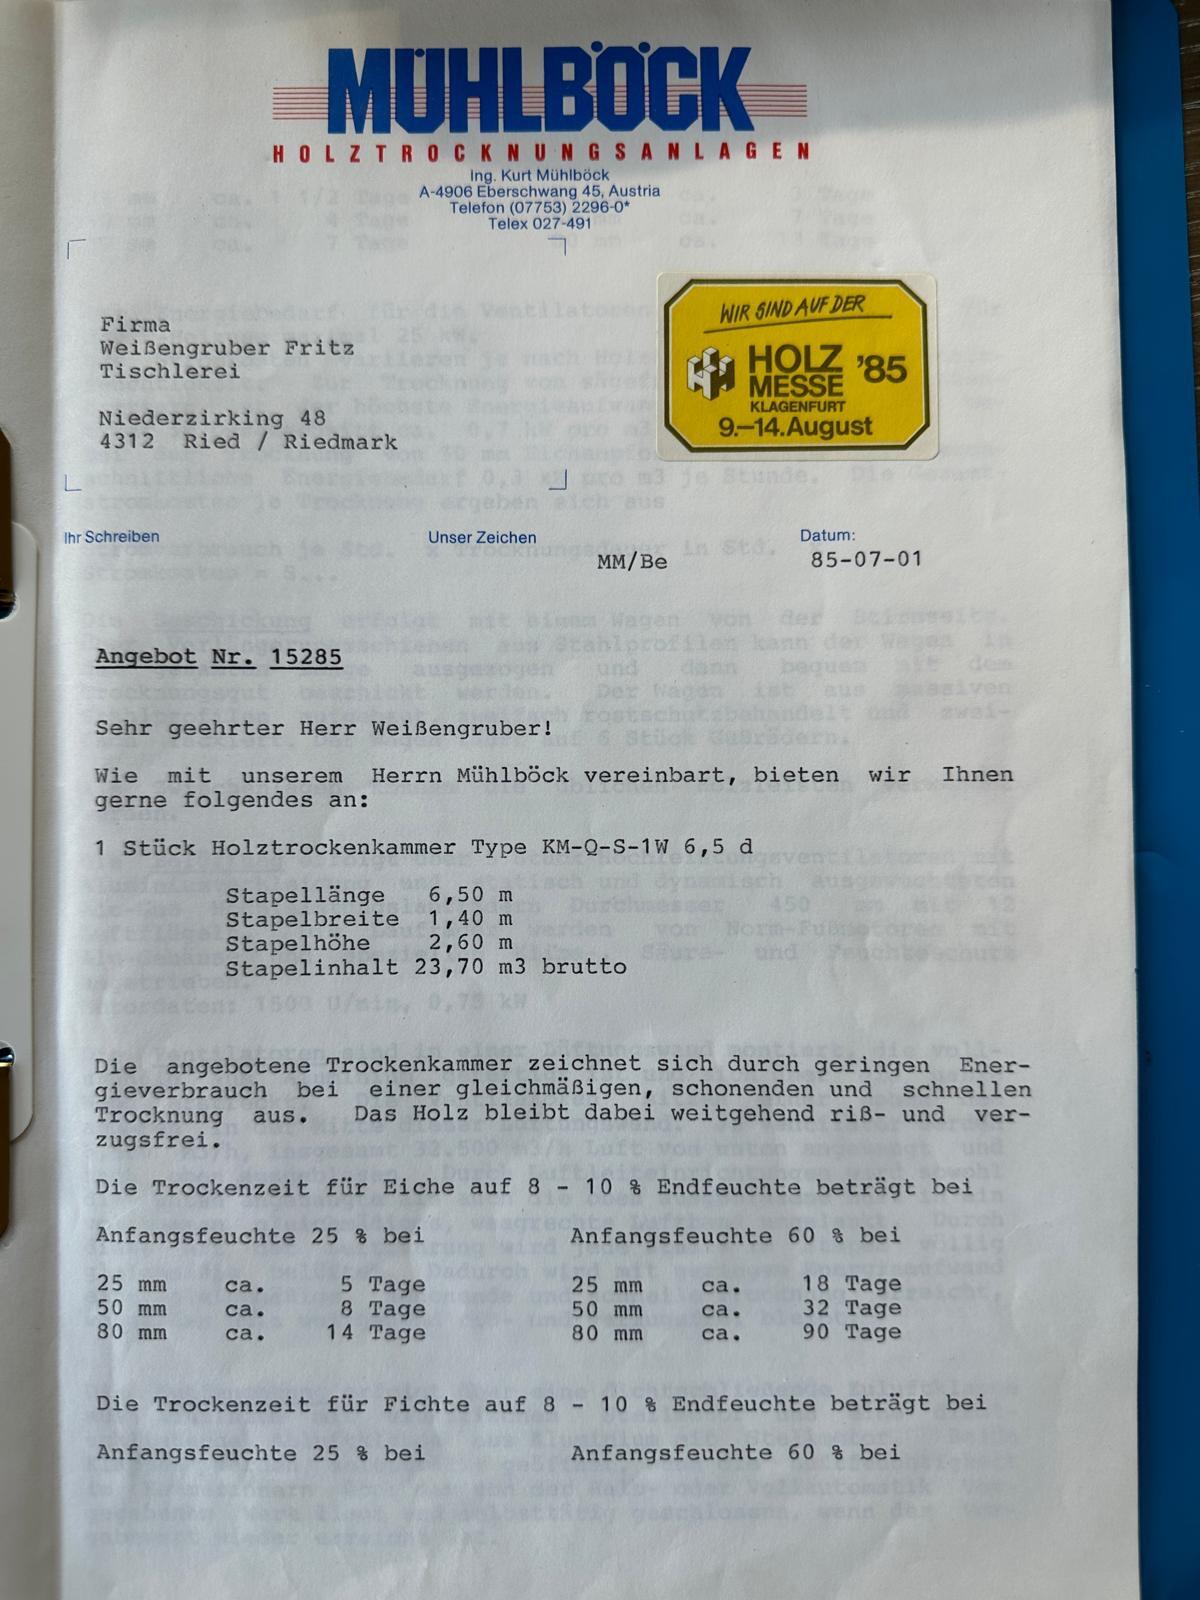 MÜHLBÖCK
HOLZTROCKNUNGSANLAGEN
Ing. Kurt Mühlböck
A-4906 Eberschwang 45, Austria
Telefon (07753) 2296-0*
Telex 027-491
Firma
Weißengruber Fritz
Tischlerei
Niederzirking 48
4312 Ried / Riedmark
WIR SIND AUF DER
HOLZ
MESSE '85
KLAGENFURT
9.–14. August
Ihr Schreiben Unser Zeichen Datum:
MM/Be 85-07-01
Angebot Nr. 15285
Sehr geehrter Herr Weißengruber!
Wie mit unserem Herrn Mühlböck vereinbart, bieten wir Ihnen
gerne folgendes an:
1 Stück Holztrockenkammer Type KM-Q-S-1W 6,5 d
Stapellänge 6,50 m
Stapelbreite 1,40 m
Stapelhöhe 2,60 m
Stapelinhalt 23,70 m3 brutto
Die angebotene Trockenkammer zeichnet sich durch geringen Ener-
gieverbrauch bei einer gleichmäßigen, schonenden und schnellen
Trocknung aus. Das Holz bleibt dabei weitgehend riß- und ver-
zugsfrei.
Die Trockenzeit für Eiche auf 8 - 10 % Endfeuchte beträgt bei
Anfangsfeuchte 25 % bei Anfangsfeuchte 60 % bei
25 mm ca. 5 Tage 25 mm ca. 18 Tage
50 mm ca. 8 Tage 50 mm ca. 32 Tage
80 mm ca. 14 Tage 80 mm ca. 90 Tage
Die Trockenzeit für Fichte auf 8 - 10 % Endfeuchte beträgt bei
Anfangsfeuchte 25 % bei Anfangsfeuchte 60 % bei